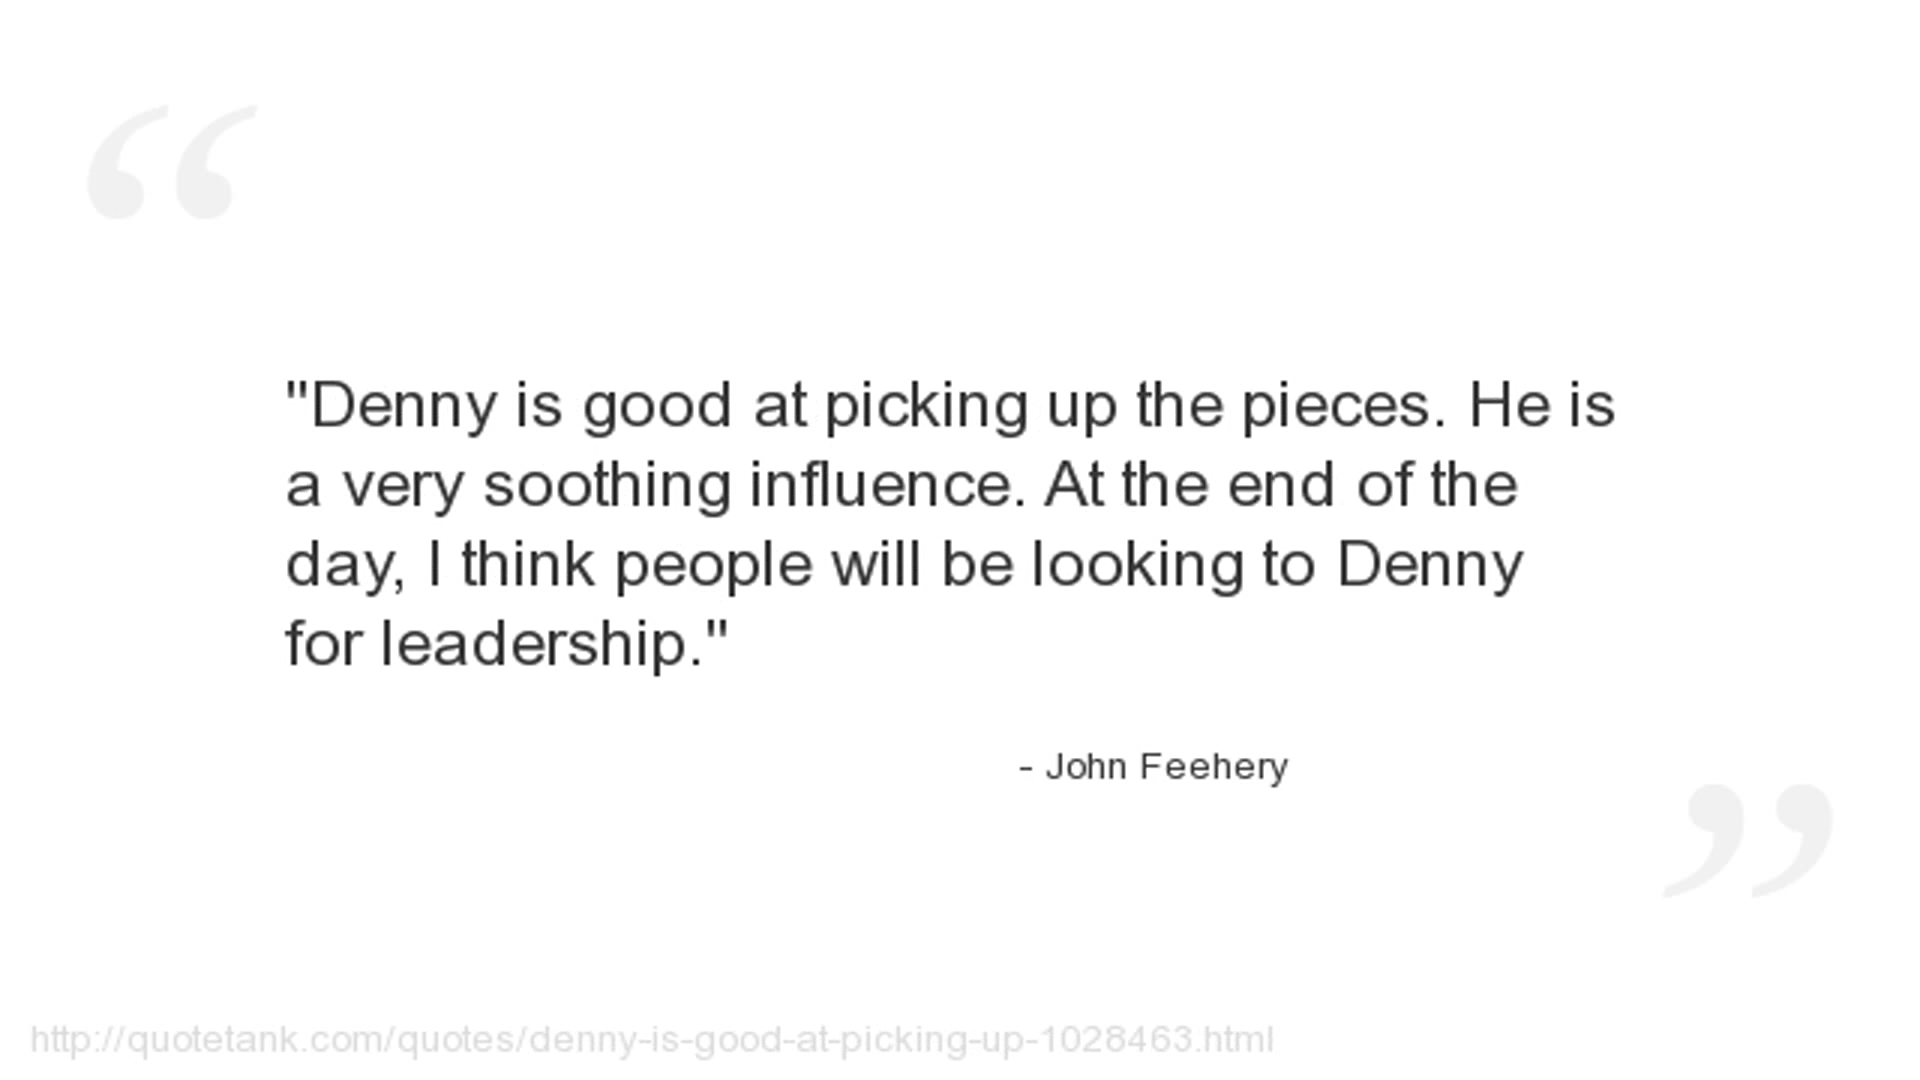 "Denny is good at picking up the pieces. He is
a very soothing influence. At the end of the
day, I think people will be looking to Denny
for leadership."
- John Feehery
http://quotetank.com/quotes/denny-is-good-at-picking-up-1028463.html